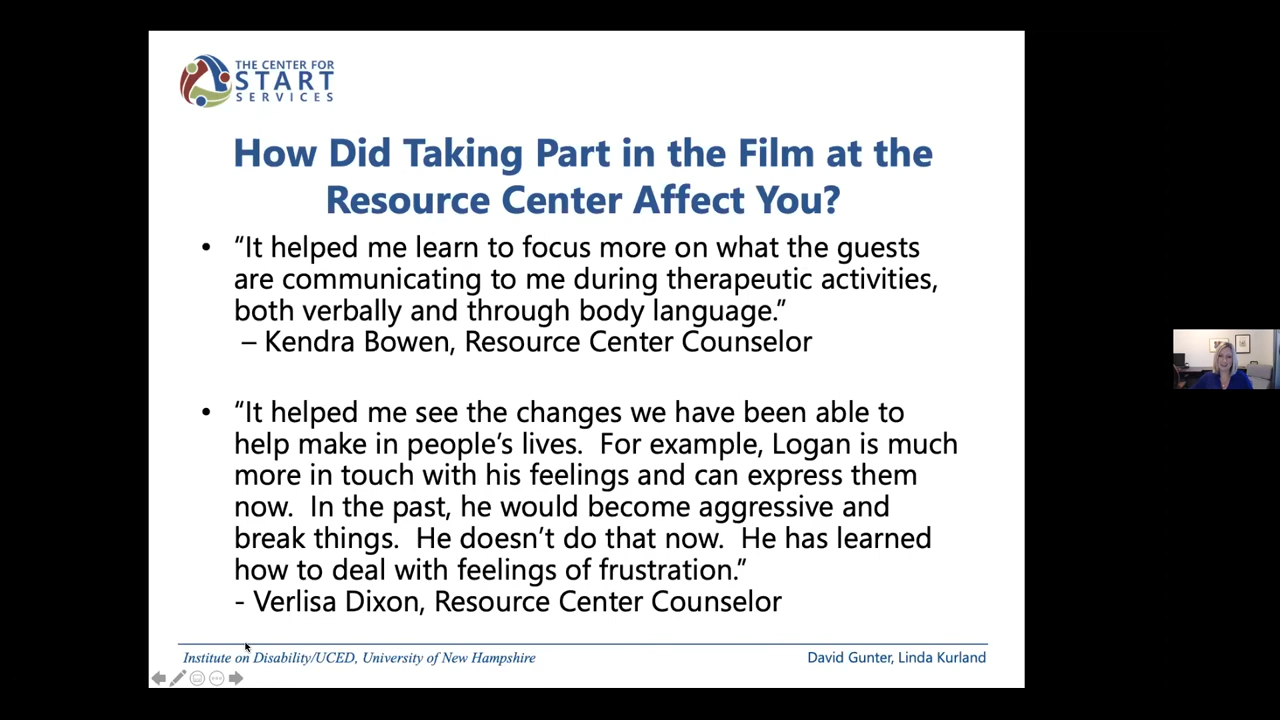 THE CENTER FOR
START
SERVICES
How Did Taking Part in the Film at the
Resource Center Affect You?
• “It helped me learn to focus more on what the guests
are communicating to me during therapeutic activities,
both verbally and through body language.”
– Kendra Bowen, Resource Center Counselor
• “It helped me see the changes we have been able to
help make in people’s lives.  For example, Logan is much
more in touch with his feelings and can express them
now.  In the past, he would become aggressive and
break things.  He doesn’t do that now.  He has learned
how to deal with feelings of frustration.”
- Verlisa Dixon, Resource Center Counselor
Institute on Disability/UCED, University of New Hampshire
David Gunter, Linda Kurland